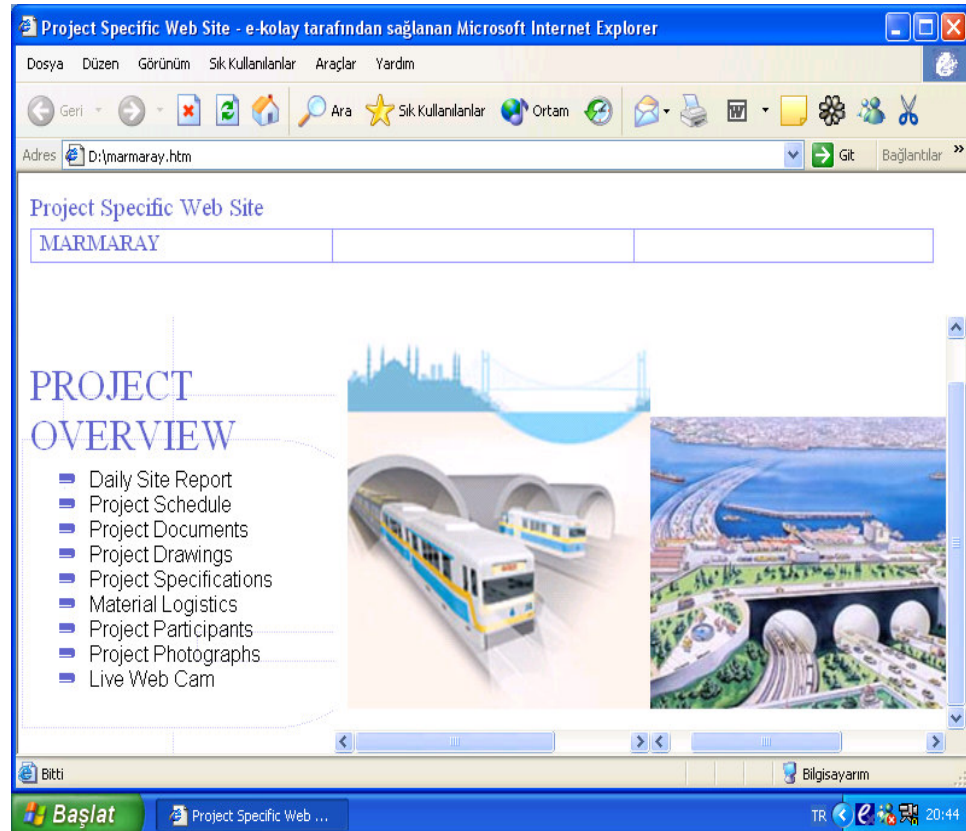 Project Specific Web Site - e-kolay tarafından sağlanan Microsoft Internet Explorer
Dosya Düzen Görünüm Sık Kullanılanlar Araçlar Yardım
Geri Ara Sık Kullanılanlar Ortam
Adres D:\marmaray.htm Git Bağlantılar
Project Specific Web Site
MARMARAY
PROJECT
OVERVIEW
Daily Site Report
Project Schedule
Project Documents
Project Drawings
Project Specifications
Material Logistics
Project Participants
Project Photographs
Live Web Cam
Bitti Bilgisayarım
Başlat Project Specific Web ... TR 20:44